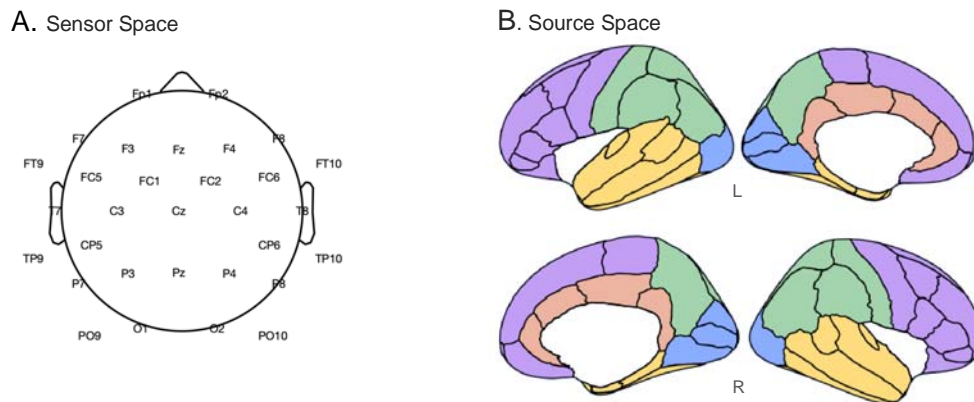 A. Sensor Space
Fp1 Fp2
F7 F8
F3 Fz F4
FT9 FT10
FC5 FC1 FC2 FC6
T7 C3 Cz C4 T8
CP5 CP6
TP9 TP10
P7 P3 Pz P4 P8
O1 O2
PO9 PO10
B. Source Space
L
R